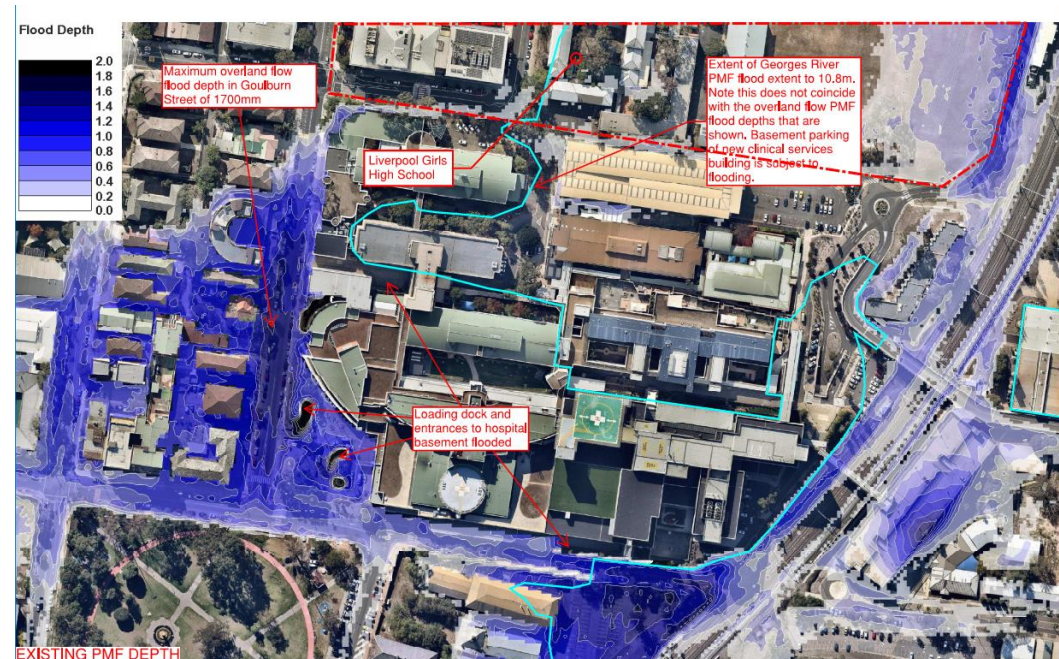 Flood Depth
2.0
1.8
1.6
1.4
1.2
1.0
0.8
0.6
0.4
0.2
0.0
Maximum overland flow
flood depth in Goulburn
Street of 1700mm
Extent of Georges River
PMF flood extent to 10.8m.
Note this does not coincide
with the overland flow PMF
flood depths that are
shown. Basement parking
of new clinical services
building is subject to
flooding.
Liverpool Girls
High School
Loading dock and
entrances to hospital
basement flooded
EXISTING PMF DEPTH